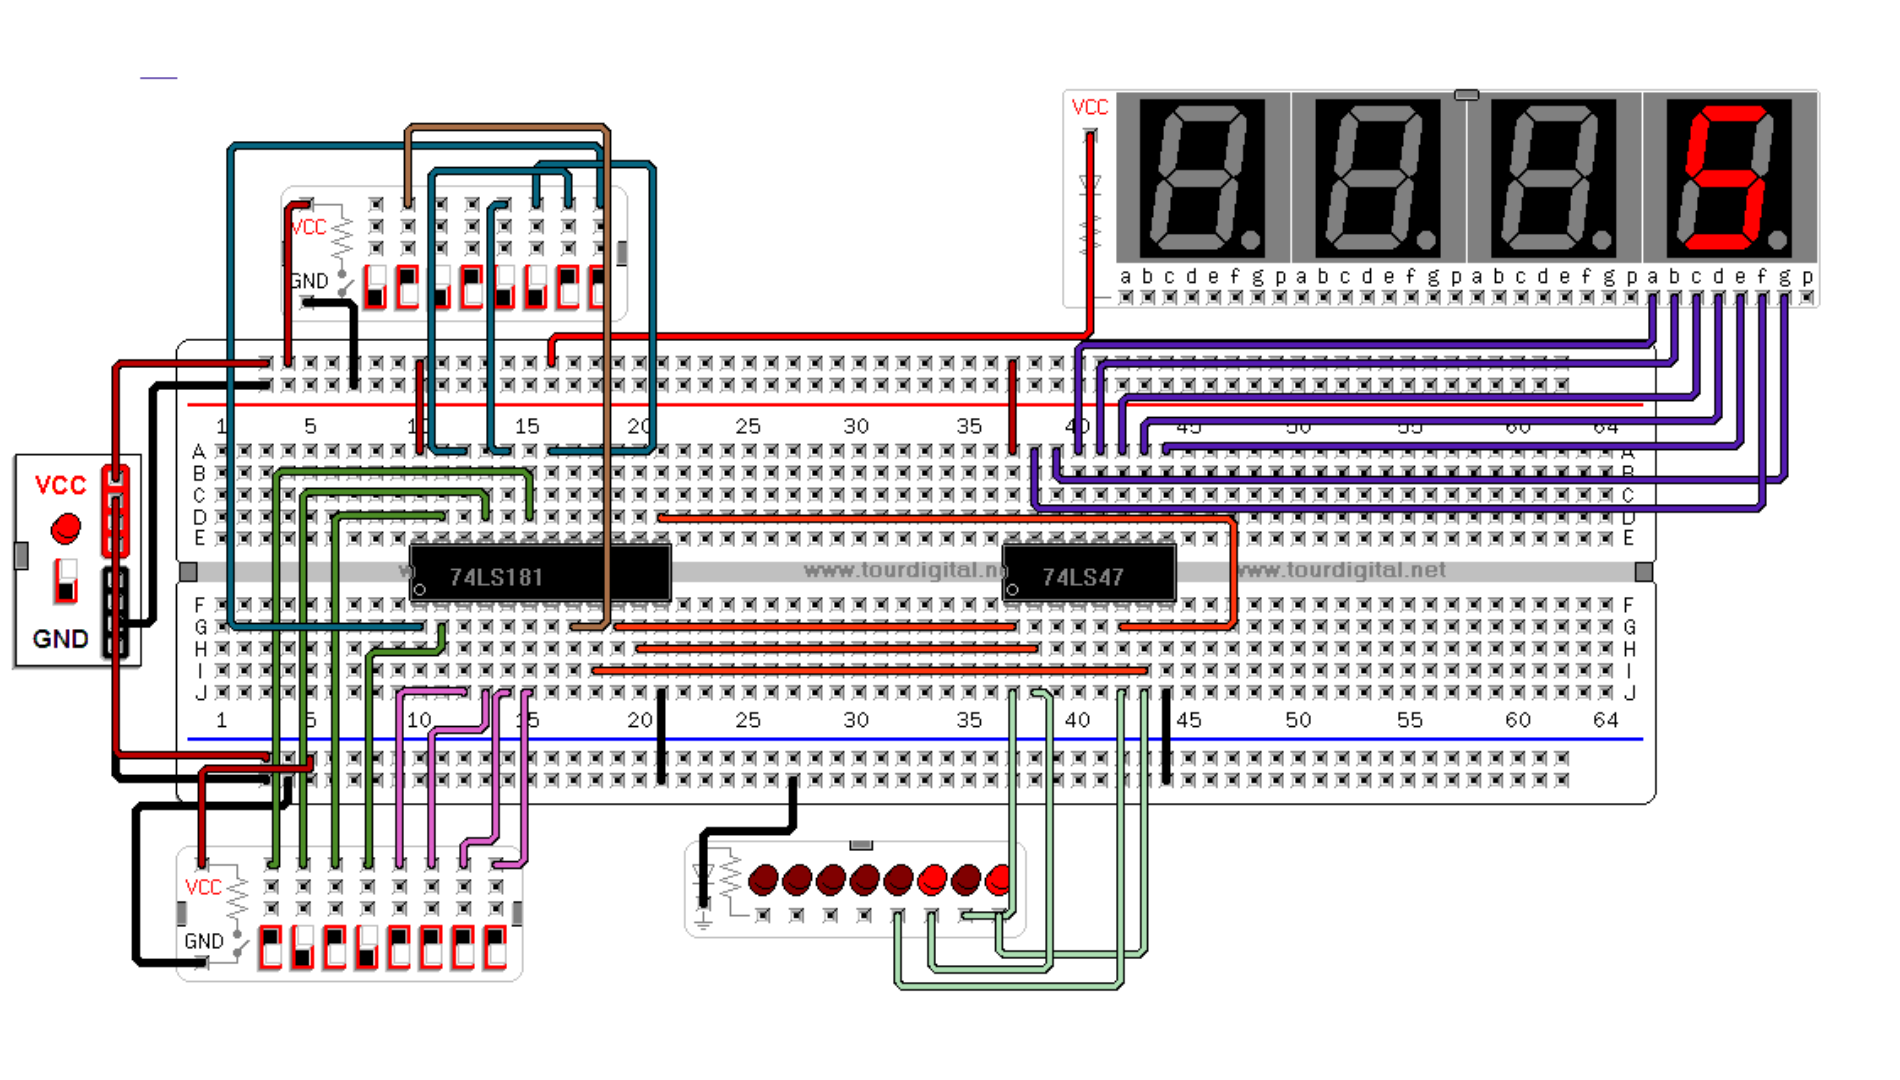 VCC
a b c d e f g p a b c d e f g p a b c d e f g p a b c d e f g p
VCC
GND
1 5 15 20 25 30 35 40 45 50 55 60 64
A A
B B
C C
D D
E E
VCC
GND
74LS181
www.tourdigital.n
74LS47
www.tourdigital.net
F F
G G
H H
I I
J J
1 5 10 15 20 25 30 35 40 45 50 55 60 64
VCC
GND